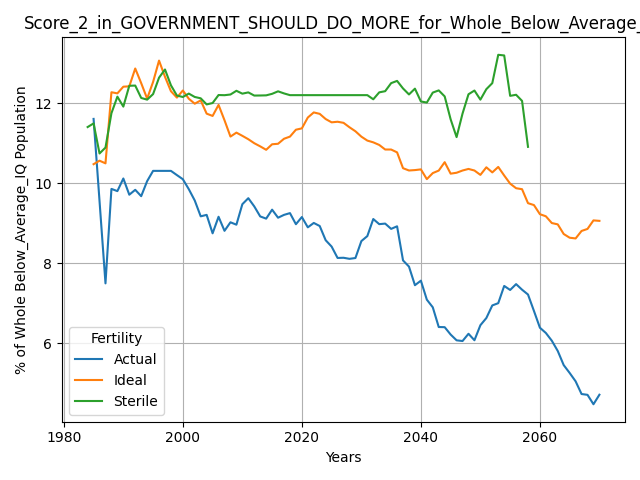 Score_2_in_GOVERNMENT_SHOULD_DO_MORE_for_Whole_Below_Average_
% of Whole Below_Average_IQ Population
12
10
8
6
Fertility
Actual
Ideal
Sterile
1980
2000
2020
2040
2060
Years